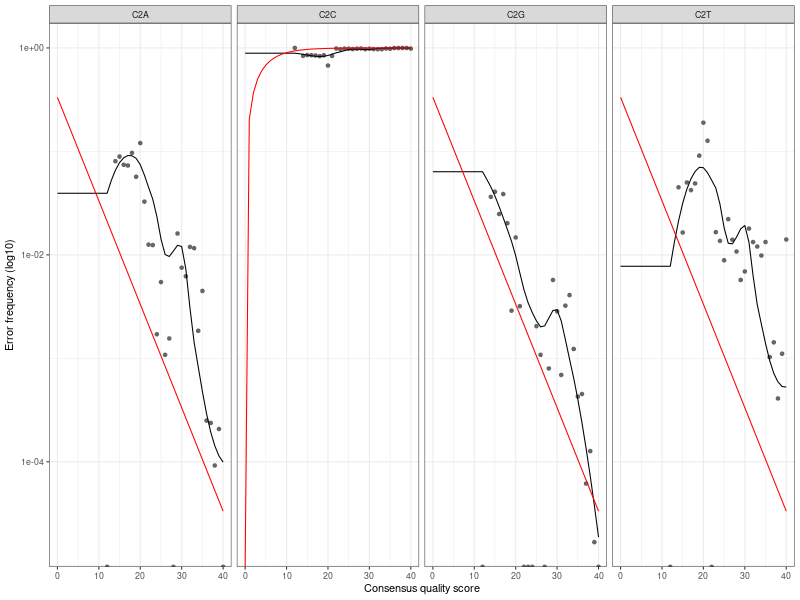 C2A C2C C2G C2T
1e+00
1e-02
1e-04
Error frequency (log10)
0 10 20 30 40 0 10 20 30 40 0 10 20 30 40 0 10 20 30 40
Consensus quality score